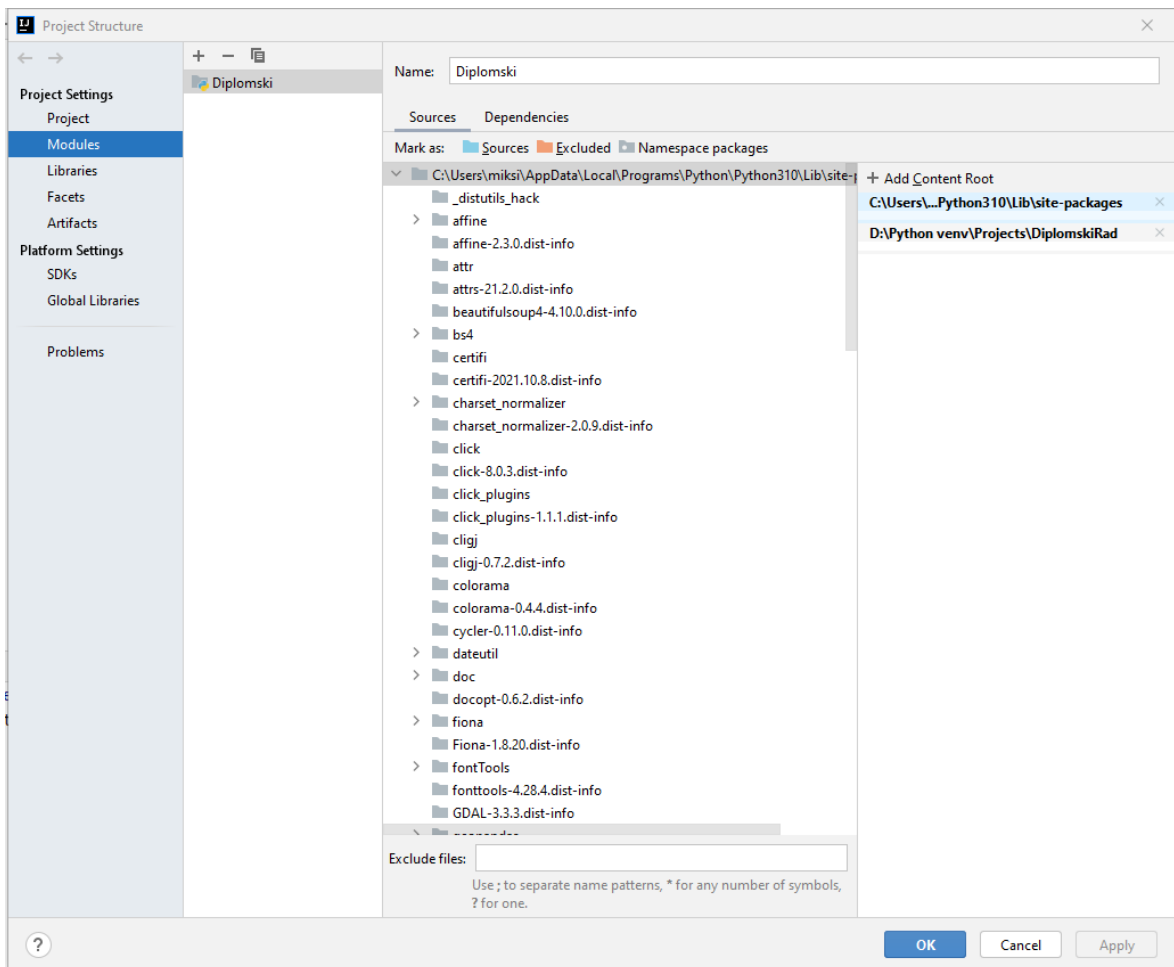 Project Structure
Project Settings
Project
Modules
Libraries
Facets
Artifacts
Platform Settings
SDKs
Global Libraries
Problems
Diplomski
Name: Diplomski
Sources Dependencies
Mark as: Sources Excluded Namespace packages
C:\Users\miksi\AppData\Local\Programs\Python\Python310\Lib\site-
_distutils_hack
affine
affine-2.3.0.dist-info
attr
attrs-21.2.0.dist-info
beautifulsoup4-4.10.0.dist-info
bs4
certifi
certifi-2021.10.8.dist-info
charset_normalizer
charset_normalizer-2.0.9.dist-info
click
click-8.0.3.dist-info
click_plugins
click_plugins-1.1.1.dist-info
cligj
cligj-0.7.2.dist-info
colorama
colorama-0.4.4.dist-info
cycler-0.11.0.dist-info
dateutil
doc
docopt-0.6.2.dist-info
fiona
Fiona-1.8.20.dist-info
fontTools
fonttools-4.28.4.dist-info
GDAL-3.3.3.dist-info
+ Add Content Root
C:\Users\...Python310\Lib\site-packages
D:\Python venv\Projects\DiplomskiRad
Exclude files:
Use ; to separate name patterns, * for any number of symbols,
? for one.
?
OK Cancel Apply